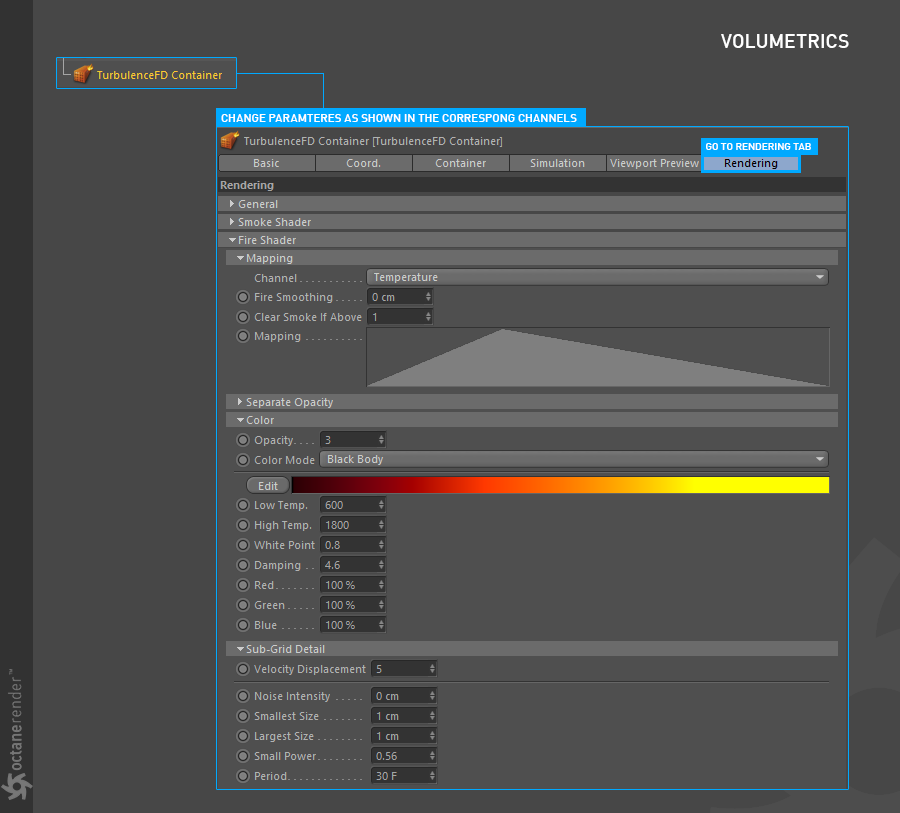 VOLUMETRICS
TurbulenceFD Container
CHANGE PARAMTERES AS SHOWN IN THE CORRESPONG CHANNELS
TurbulenceFD Container [TurbulenceFD Container]
GO TO RENDERING TAB
Basic Coord. Container Simulation Viewport Preview Rendering
Rendering
General
Smoke Shader
Fire Shader
Mapping
Channel . . . . . . . . . . Temperature
Fire Smoothing . . . . . 0 cm
Clear Smoke If Above 1
Mapping . . . . . . . . . .
Separate Opacity
Color
Opacity. . . . 3
Color Mode Black Body
Edit
Low Temp. 600
High Temp. 1800
White Point 0.8
Damping . . 4.6
Red. . . . . . . 100 %
Green . . . . . 100 %
Blue . . . . . . 100 %
Sub-Grid Detail
Velocity Displacement 5
Noise Intensity . . . . . 0 cm
Smallest Size . . . . . . . 1 cm
Largest Size . . . . . . . . 1 cm
Small Power. . . . . . . . 0.56
Period. . . . . . . . . . . . 30 F
octanerender™